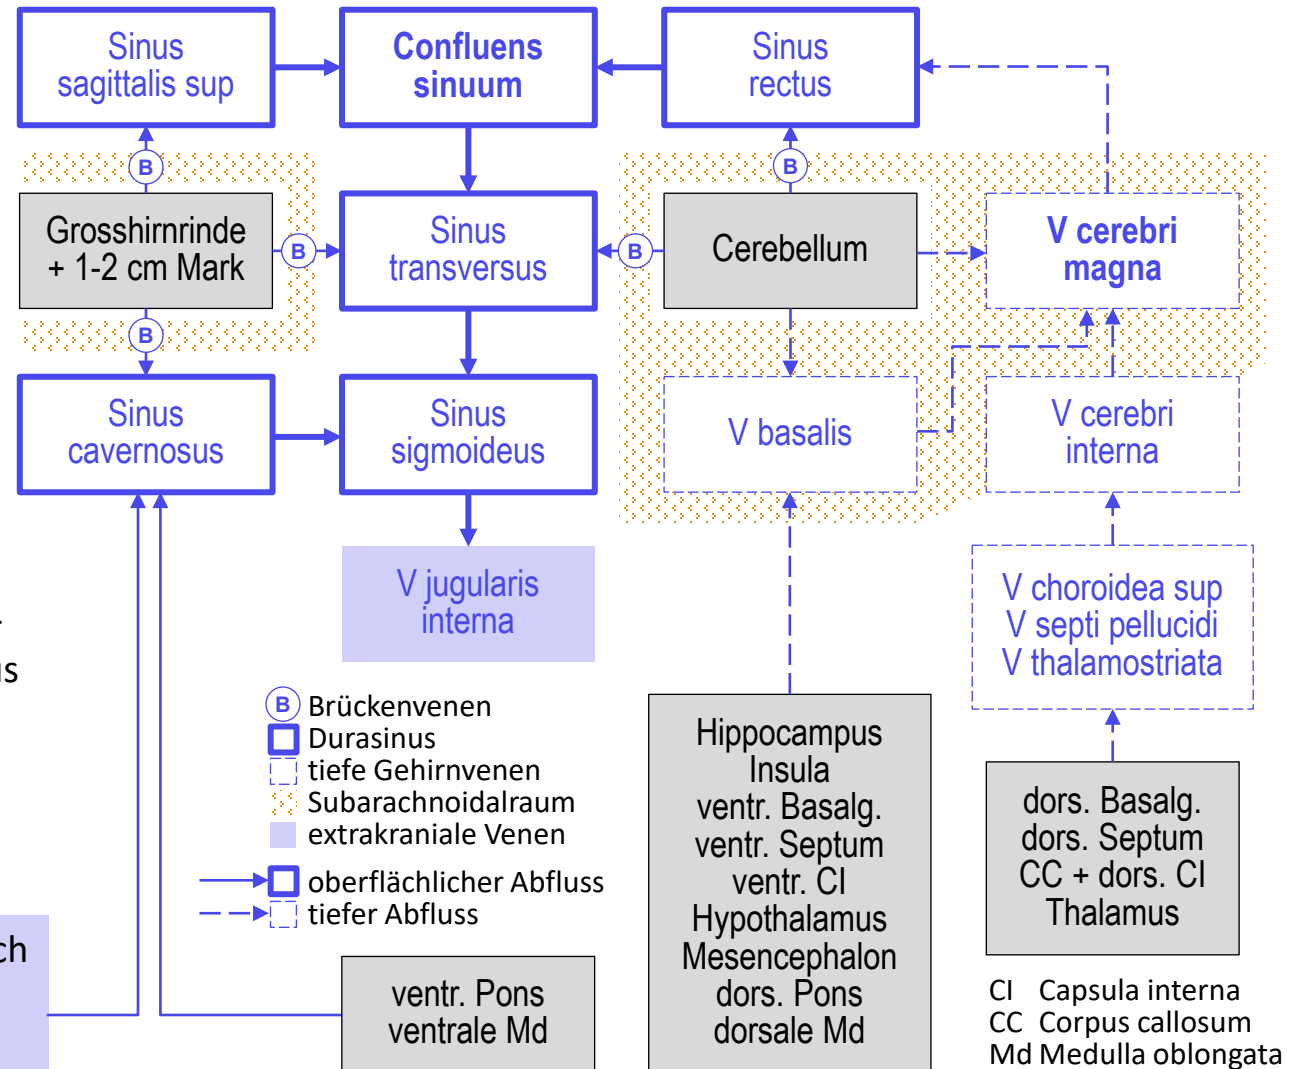 Sinus
sagittalis sup
Confluens
sinuum
Sinus
rectus
B
B
Grosshirnrinde
+ 1-2 cm Mark
B
Sinus
transversus
B
Cerebellum
V cerebri
magna
B
Sinus
cavernosus
Sinus
sigmoideus
V basalis
V cerebri
interna
V jugularis
interna
V choroidea sup
V septi pellucidi
V thalamostriata
us
B Brückenvenen
Durasinus
tiefe Gehirnvenen
Subarachnoidalraum
extrakraniale Venen
oberflächlicher Abfluss
tiefer Abfluss
Hippocampus
Insula
ventr. Basalg.
ventr. Septum
ventr. CI
Hypothalamus
Mesencephalon
dors. Pons
dorsale Md
dors. Basalg.
dors. Septum
CC + dors. CI
Thalamus
ch
ventr. Pons
ventrale Md
CI Capsula interna
CC Corpus callosum
Md Medulla oblongata